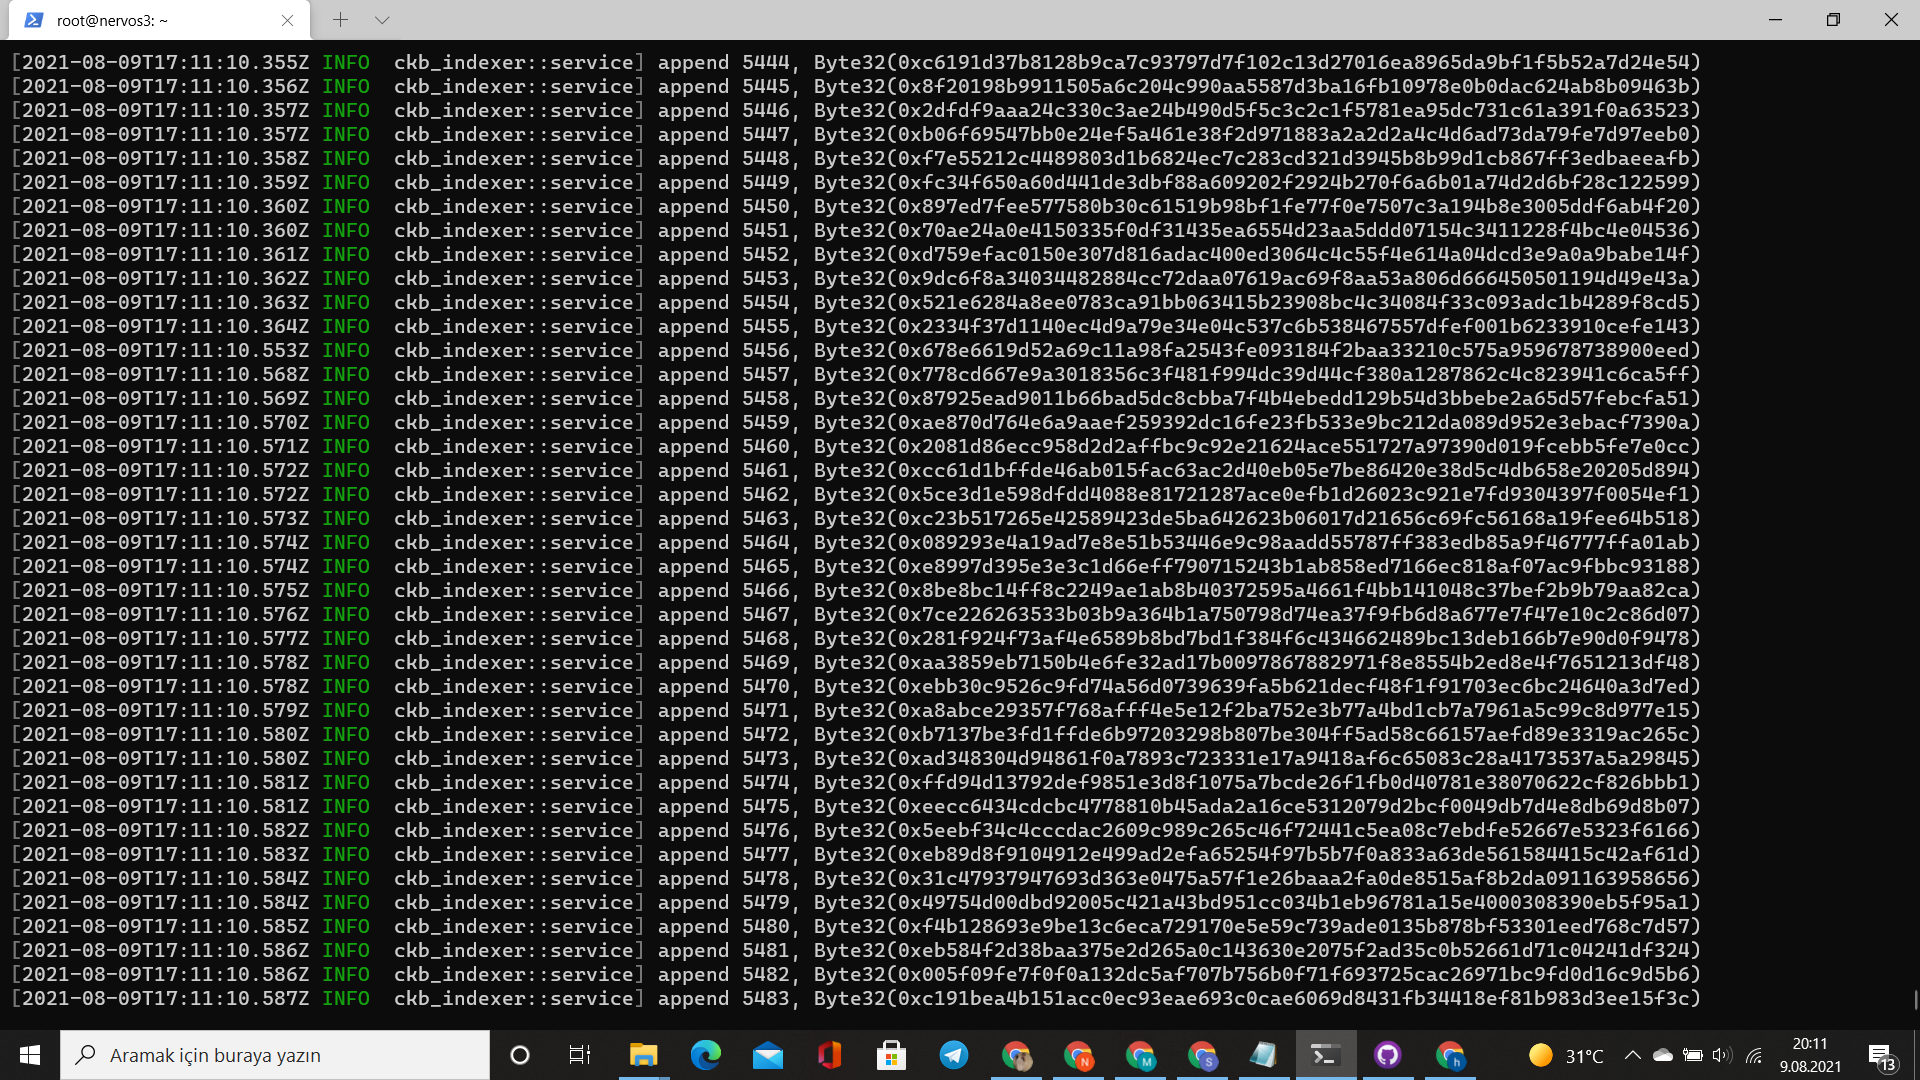 root@nervos3: ~
[2021-08-09T17:11:10.355Z INFO  ckb_indexer::service] append 5444, Byte32(0xc6191d37b8128b9ca7c93797d7f102c13d27016ea8965da9bf1f5b52a7d24e54)
[2021-08-09T17:11:10.356Z INFO  ckb_indexer::service] append 5445, Byte32(0x8f20198b9911505a6c204c990aa5587d3ba16fb10978e0b0dac624ab8b09463b)
[2021-08-09T17:11:10.357Z INFO  ckb_indexer::service] append 5446, Byte32(0x2dfdf9aaa24c330c3ae24b490d5f5c3c2c1f5781ea95dc731c61a391f0a63523)
[2021-08-09T17:11:10.357Z INFO  ckb_indexer::service] append 5447, Byte32(0xb06f69547bb0e24ef5a461e38f2d971883a2a2d2a4c4d6ad73da79fe7d97eeb0)
[2021-08-09T17:11:10.358Z INFO  ckb_indexer::service] append 5448, Byte32(0xf7e55212c4489803d1b6824ec7c283cd321d3945b8b99d1cb867ff3edbaeeafb)
[2021-08-09T17:11:10.359Z INFO  ckb_indexer::service] append 5449, Byte32(0xfc34f650a60d441de3dbf88a609202f2924b270f6a6b01a74d2d6bf28c122599)
[2021-08-09T17:11:10.360Z INFO  ckb_indexer::service] append 5450, Byte32(0x897ed7fee577580b30c61519b98bf1fe77f0e7507c3a194b8e3005ddf6ab4f20)
[2021-08-09T17:11:10.360Z INFO  ckb_indexer::service] append 5451, Byte32(0x70ae24a0e4150335f0df31435ea6554d23aa5ddd07154c3411228f4bc4e04536)
[2021-08-09T17:11:10.361Z INFO  ckb_indexer::service] append 5452, Byte32(0xd759efac0150e307d816adac400ed3064c4c55f4e614a04dcd3e9a0a9babe14f)
[2021-08-09T17:11:10.362Z INFO  ckb_indexer::service] append 5453, Byte32(0x9dc6f8a34034482884cc72daa07619ac69f8aa53a806d666450501194d49e43a)
[2021-08-09T17:11:10.363Z INFO  ckb_indexer::service] append 5454, Byte32(0x521e6284a8ee0783ca91bb063415b23908bc4c34084f33c093adc1b4289f8cd5)
[2021-08-09T17:11:10.364Z INFO  ckb_indexer::service] append 5455, Byte32(0x2334f37d1140ec4d9a79e34e04c537c6b538467557dfef001b6233910cefe143)
[2021-08-09T17:11:10.553Z INFO  ckb_indexer::service] append 5456, Byte32(0x678e6619d52a69c11a98fa2543fe093184f2baa33210c575a959678738900eed)
[2021-08-09T17:11:10.568Z INFO  ckb_indexer::service] append 5457, Byte32(0x778cd667e9a3018356c3f481f994dc39d44cf380a1287862c4c823941c6ca5ff)
[2021-08-09T17:11:10.569Z INFO  ckb_indexer::service] append 5458, Byte32(0x87925ead9011b66bad5dc8cbba7f4b4ebedd129b54d3bbebe2a65d57febcfa51)
[2021-08-09T17:11:10.570Z INFO  ckb_indexer::service] append 5459, Byte32(0xae870d764e6a9aaef259392dc16fe23fb533e9bc212da089d952e3ebacf7390a)
[2021-08-09T17:11:10.571Z INFO  ckb_indexer::service] append 5460, Byte32(0x2081d86ecc958d2d2affbc9c92e21624ace551727a97390d019fcebb5fe7e0cc)
[2021-08-09T17:11:10.572Z INFO  ckb_indexer::service] append 5461, Byte32(0xcc61d1bffde46ab015fac63ac2d40eb05e7be86420e38d5c4db658e20205d894)
[2021-08-09T17:11:10.572Z INFO  ckb_indexer::service] append 5462, Byte32(0x5ce3d1e598dfdd4088e81721287ace0efb1d26023c921e7fd9304397f0054ef1)
[2021-08-09T17:11:10.573Z INFO  ckb_indexer::service] append 5463, Byte32(0xc23b517265e42589423de5ba642623b06017d21656c69fc56168a19fee64b518)
[2021-08-09T17:11:10.574Z INFO  ckb_indexer::service] append 5464, Byte32(0x089293e4a19ad7e8e51b53446e9c98aadd55787ff383edb85a9f46777ffa01ab)
[2021-08-09T17:11:10.574Z INFO  ckb_indexer::service] append 5465, Byte32(0xe8997d395e3e3c1d66eff790715243b1ab858ed7166ec818af07ac9fbbc93188)
[2021-08-09T17:11:10.575Z INFO  ckb_indexer::service] append 5466, Byte32(0x8be8bc14ff8c2249ae1ab8b40372595a4661f4bb141048c37bef2b9b79aa82ca)
[2021-08-09T17:11:10.576Z INFO  ckb_indexer::service] append 5467, Byte32(0x7ce226263533b03b9a364b1a750798d74ea37f9fb6d8a677e7f47e10c2c86d07)
[2021-08-09T17:11:10.577Z INFO  ckb_indexer::service] append 5468, Byte32(0x281f924f73af4e6589b8bd7bd1f384f6c434662489bc13deb166b7e90d0f9478)
[2021-08-09T17:11:10.578Z INFO  ckb_indexer::service] append 5469, Byte32(0xaa3859eb7150b4e6fe32ad17b0097867882971f8e8554b2ed8e4f7651213df48)
[2021-08-09T17:11:10.578Z INFO  ckb_indexer::service] append 5470, Byte32(0xebb30c9526c9fd74a56d0739639fa5b621decf48f1f91703ec6bc24640a3d7ed)
[2021-08-09T17:11:10.579Z INFO  ckb_indexer::service] append 5471, Byte32(0xa8abce29357f768afff4e5e12f2ba752e3b77a4bd1cb7a7961a5c99c8d977e15)
[2021-08-09T17:11:10.580Z INFO  ckb_indexer::service] append 5472, Byte32(0xb7137be3fd1ffde6b97203298b807be304ff5ad58c66157aefd89e3319ac265c)
[2021-08-09T17:11:10.580Z INFO  ckb_indexer::service] append 5473, Byte32(0xad348304d94861f0a7893c723331e17a9418af6c65083c28a4173537a5a29845)
[2021-08-09T17:11:10.581Z INFO  ckb_indexer::service] append 5474, Byte32(0xffd94d13792def9851e3d8f1075a7bcde26f1fb0d40781e38070622cf826bbb1)
[2021-08-09T17:11:10.581Z INFO  ckb_indexer::service] append 5475, Byte32(0xeecc6434cdcbc4778810b45ada2a16ce5312079d2bcf0049db7d4e8db69d8b07)
[2021-08-09T17:11:10.582Z INFO  ckb_indexer::service] append 5476, Byte32(0x5eebf34c4cccdac2609c989c265c46f72441c5ea08c7ebdfe52667e5323f6166)
[2021-08-09T17:11:10.583Z INFO  ckb_indexer::service] append 5477, Byte32(0xeb89d8f9104912e499ad2efa65254f97b5b7f0a833a63de561584415c42af61d)
[2021-08-09T17:11:10.584Z INFO  ckb_indexer::service] append 5478, Byte32(0x31c47937947693d363e0475a57f1e26baaa2fa0de8515af8b2da091163958656)
[2021-08-09T17:11:10.584Z INFO  ckb_indexer::service] append 5479, Byte32(0x49754d00dbd92005c421a43bd951cc034b1eb96781a15e4000308390eb5f95a1)
[2021-08-09T17:11:10.585Z INFO  ckb_indexer::service] append 5480, Byte32(0xf4b128693e9be13c6eca729170e5e59c739ade0135b878bf53301eed768c7d57)
[2021-08-09T17:11:10.586Z INFO  ckb_indexer::service] append 5481, Byte32(0xeb584f2d38baa375e2d265a0c143630e2075f2ad35c0b52661d71c04241df324)
[2021-08-09T17:11:10.586Z INFO  ckb_indexer::service] append 5482, Byte32(0x005f09fe7f0f0a132dc5af707b756b0f71f693725cac26971bc9fd0d16c9d5b6)
[2021-08-09T17:11:10.587Z INFO  ckb_indexer::service] append 5483, Byte32(0xc191bea4b151acc0ec93eae693c0cae6069d8431fb34418ef81b983d3ee15f3c)
Aramak için buraya yazın
N
M
S
h
31°C
20:11
9.08.2021
13